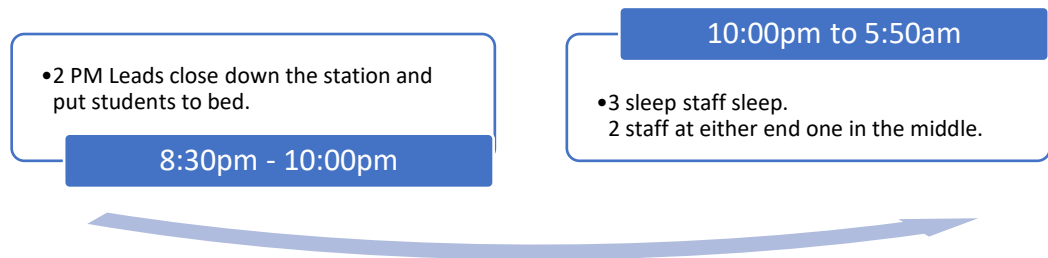 •2 PM Leads close down the station and
put students to bed.
8:30pm - 10:00pm
10:00pm to 5:50am
•3 sleep staff sleep.
2 staff at either end one in the middle.